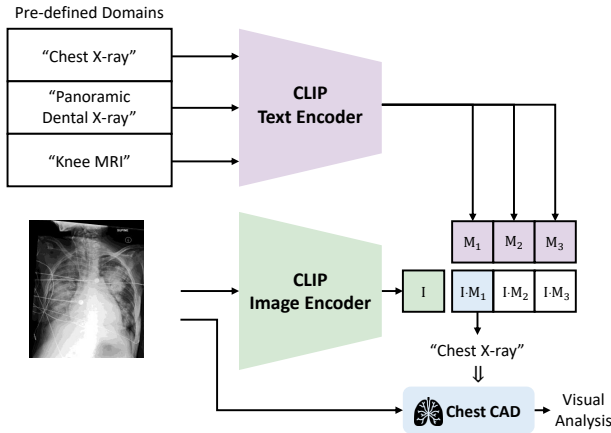 Pre-defined Domains
“Chest X-ray”
“Panoramic
Dental X-ray”
“Knee MRI”
CLIP
Text Encoder
M₁ M₂ M₃
CLIP
Image Encoder
I I·M₁ I·M₂ I·M₃
“Chest X-ray”
Chest CAD
Visual
Analysis